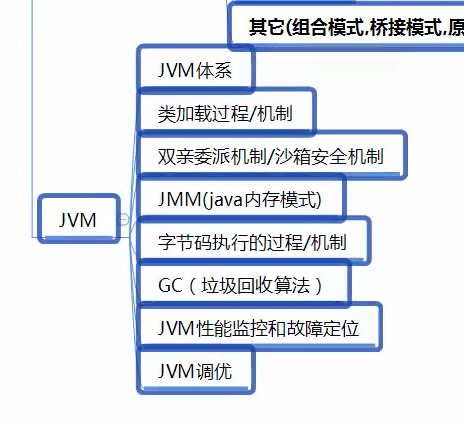 其它(组合模式,桥接模式,原
JVM体系
类加载过程/机制
双亲委派机制/沙箱安全机制
JMM(java内存模式)
JVM
字节码执行的过程/机制
GC（垃圾回收算法）
JVM性能监控和故障定位
JVM调优